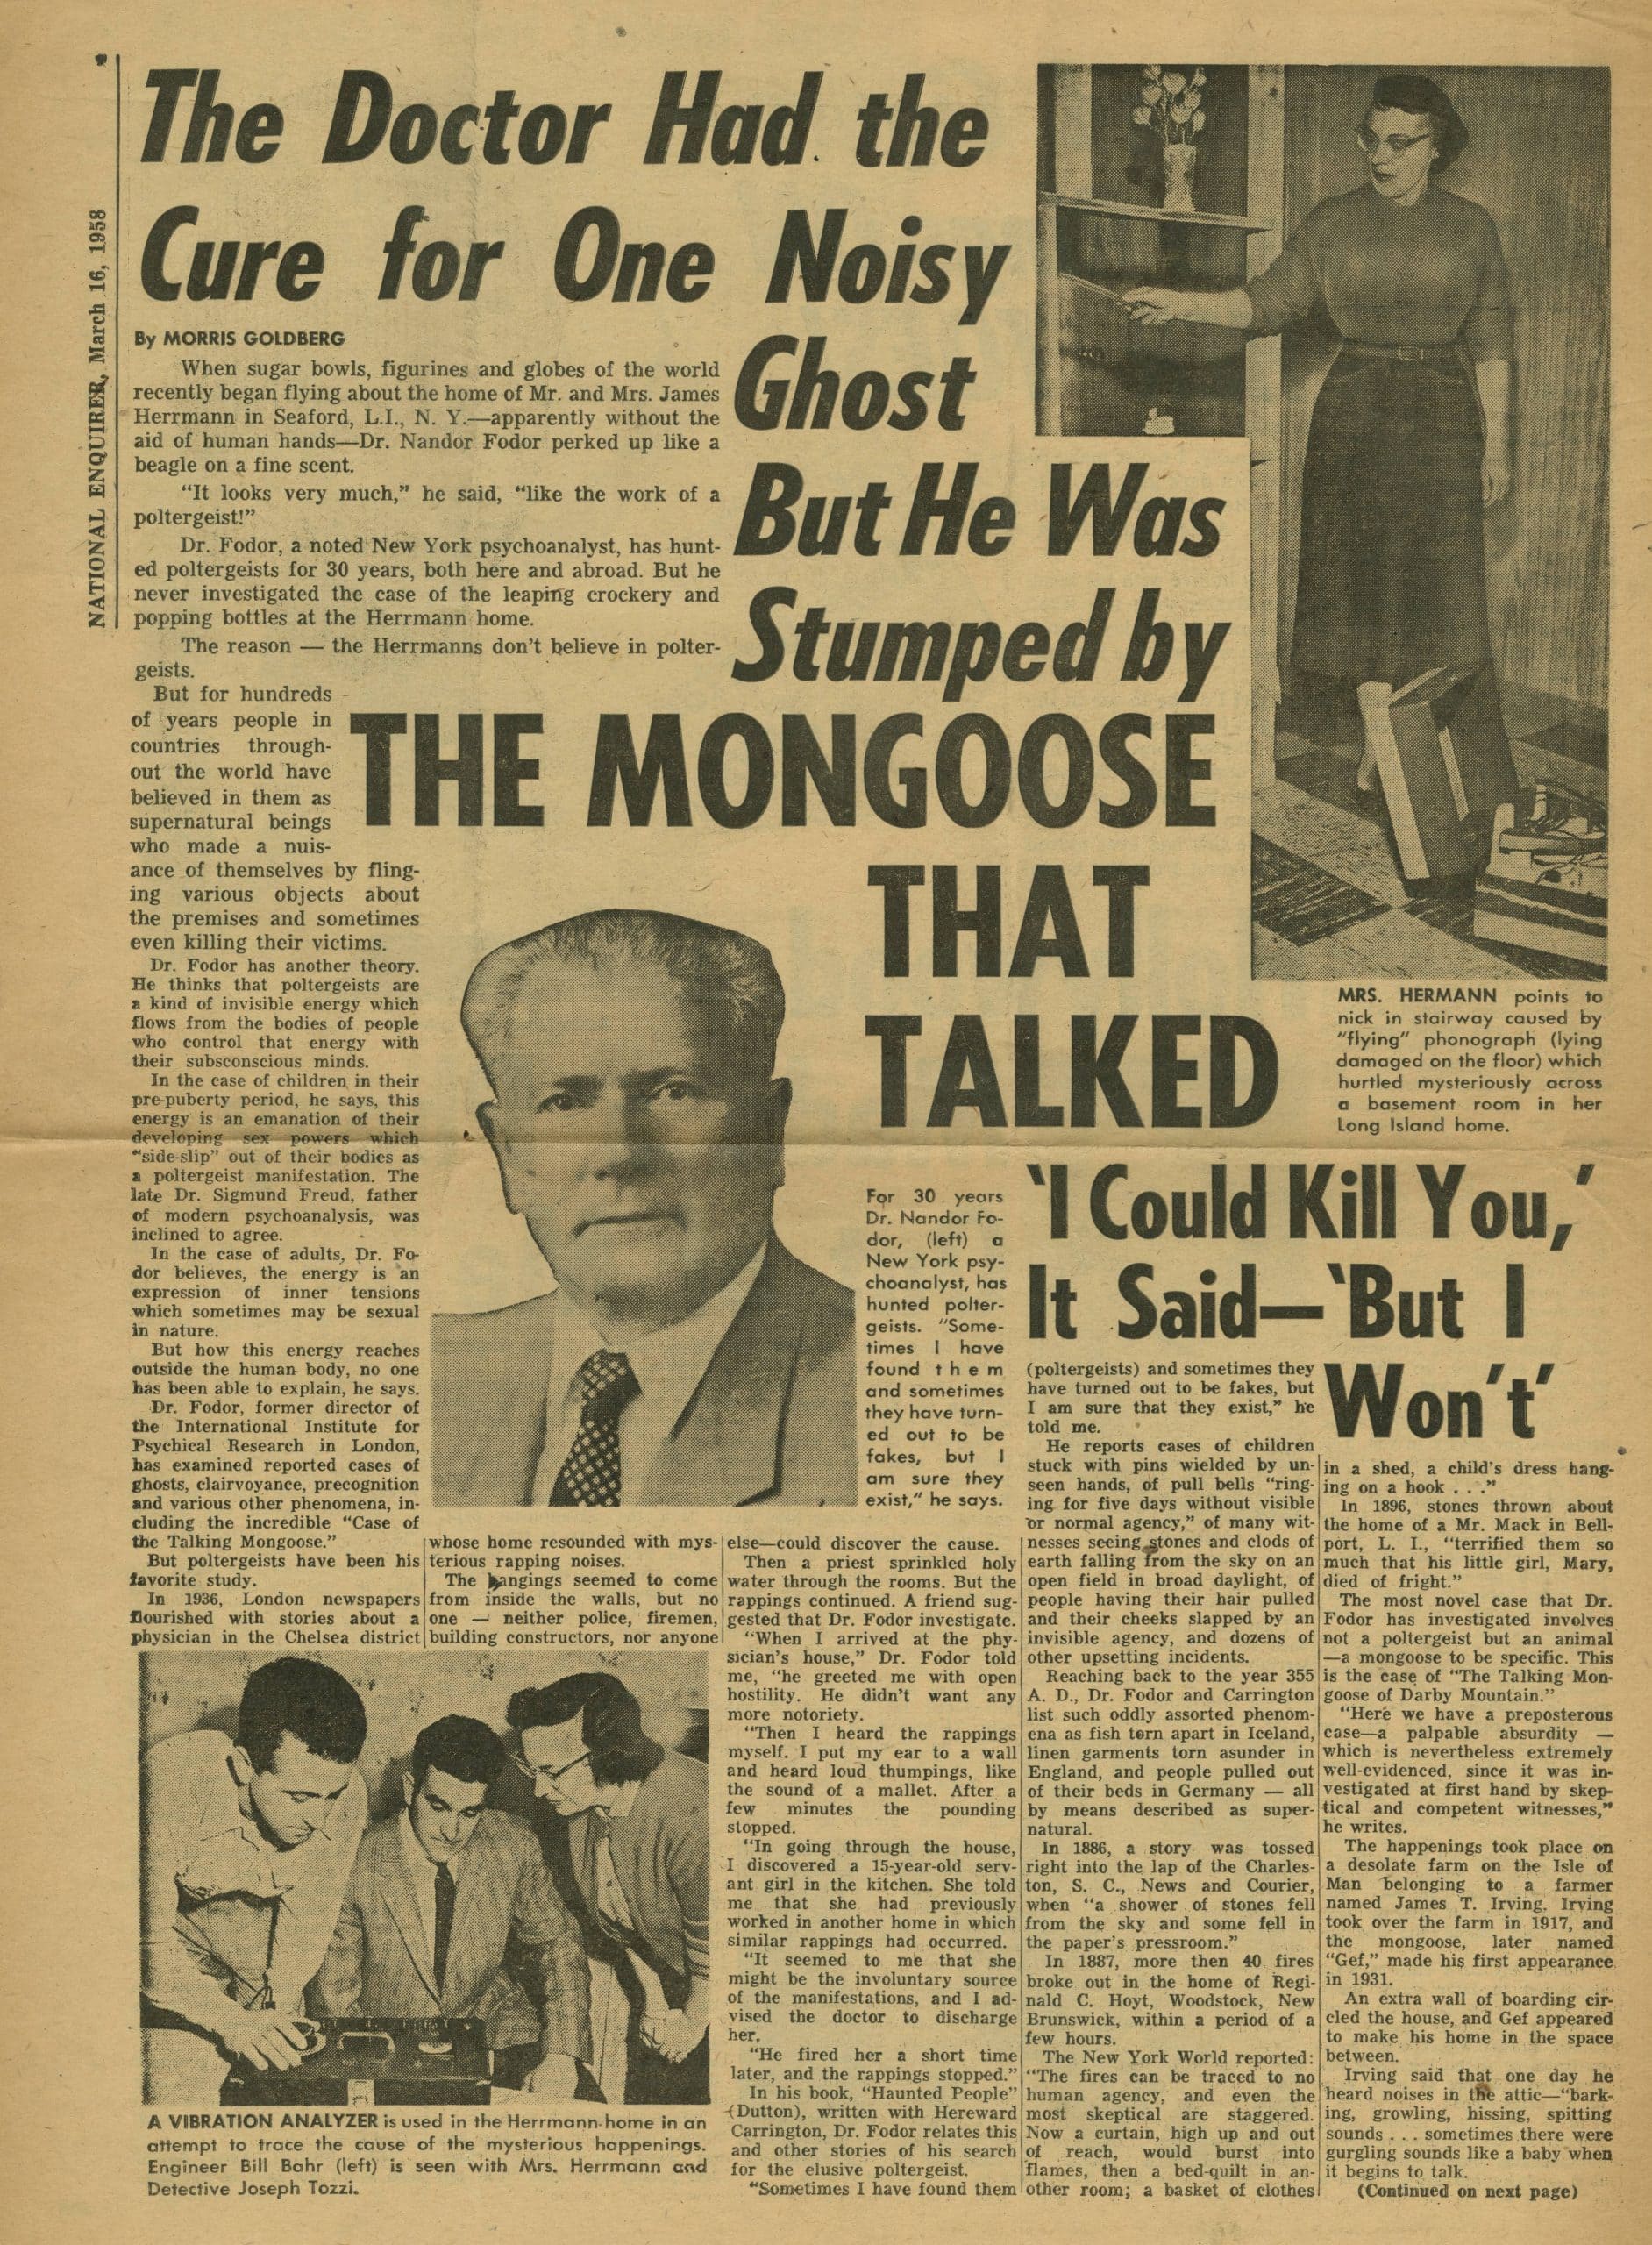 NATIONAL ENQUIRER, March 16, 1958
The Doctor Had the
Cure for One Noisy
Ghost
But He Was
Stumped by
THE MONGOOSE
THAT
TALKED
By MORRIS GOLDBERG
When sugar bowls, figurines and globes of the world
recently began flying about the home of Mr. and Mrs. James
Herrmann in Seaford, L.I., N. Y.—apparently without the
aid of human hands—Dr. Nandor Fodor perked up like a
beagle on a fine scent.
“It looks very much,” he said, “like the work of a
poltergeist!”
Dr. Fodor, a noted New York psychoanalyst, has hunt-
ed poltergeists for 30 years, both here and abroad. But he
never investigated the case of the leaping crockery and
popping bottles at the Herrmann home.
The reason — the Herrmanns don't believe in polter-
geists.
But for hundreds
of years people in
countries through-
out the world have
believed in them as
supernatural beings
who made a nuis-
ance of themselves by fling-
ing various objects about
the premises and sometimes
even killing their victims.
Dr. Fodor has another theory.
He thinks that poltergeists are
a kind of invisible energy which
flows from the bodies of people
who control that energy with
their subsconscious minds.
In the case of children in their
pre-puberty period, he says, this
energy is an emanation of their
developing sex powers which
“side-slip” out of their bodies as
a poltergeist manifestation. The
late Dr. Sigmund Freud, father
of modern psychoanalysis, was
inclined to agree.
In the case of adults, Dr. Fo-
dor believes, the energy is an
expression of inner tensions
which sometimes may be sexual
in nature.
But how this energy reaches
outside the human body, no one
has been able to explain, he says.
Dr. Fodor, former director of
the International Institute for
Psychical Research in London,
has examined reported cases of
ghosts, clairvoyance, precognition
and various other phenomena, in-
cluding the incredible “Case of
the Talking Mongoose.”
But poltergeists have been his
favorite study.
In 1936, London newspapers
flourished with stories about a
physician in the Chelsea district
whose home resounded with mys-
terious rapping noises.
The bangings seemed to come
from inside the walls, but no
one — neither police, firemen,
building constructors, nor anyone
else—could discover the cause.
Then a priest sprinkled holy
water through the rooms. But the
rappings continued. A friend sug-
gested that Dr. Fodor investigate.
“When I arrived at the phy-
sician's house,” Dr. Fodor told
me, “he greeted me with open
hostility. He didn't want any
more notoriety.
“Then I heard the rappings
myself. I put my ear to a wall
and heard loud thumpings, like
the sound of a mallet. After a
few minutes the pounding
stopped.
“In going through the house,
I discovered a 15-year-old serv-
ant girl in the kitchen. She told
me that she had previously
worked in another home in which
similar rappings had occurred.
“It seemed to me that she
might be the involuntary source
of the manifestations, and I ad-
vised the doctor to discharge
her.
“He fired her a short time
later, and the rappings stopped.”
In his book, “Haunted People”
(Dutton), written with Hereward
Carrington, Dr. Fodor relates this
and other stories of his search
for the elusive poltergeist.
“Sometimes I have found them
(poltergeists) and sometimes they
have turned out to be fakes, but
I am sure that they exist,” he
told me.
He reports cases of children
stuck with pins wielded by un-
seen hands, of pull bells “ring-
ing for five days without visible
or normal agency,” of many wit-
nesses seeing stones and clods of
earth falling from the sky on an
open field in broad daylight, of
people having their hair pulled
and their cheeks slapped by an
invisible agency, and dozens of
other upsetting incidents.
Reaching back to the year 355
A. D., Dr. Fodor and Carrington
list such oddly assorted phenom-
ena as fish torn apart in Iceland,
linen garments torn asunder in
England, and people pulled out
of their beds in Germany — all
by means described as super-
natural.
In 1886, a story was tossed
right into the lap of the Charles-
ton, S. C., News and Courier,
when “a shower of stones fell
from the sky and some fell in
the paper's pressroom.”
In 1887, more then 40 fires
broke out in the home of Regi-
nald C. Hoyt, Woodstock, New
Brunswick, within a period of a
few hours.
The New York World reported:
“The fires can be traced to no
human agency, and even the
most skeptical are staggered.
Now a curtain, high up and out
of reach, would burst into
flames, then a bed-quilt in an-
other room; a basket of clothes
in a shed, a child's dress hang-
ing on a hook . . .”
In 1896, stones thrown about
the home of a Mr. Mack in Bell-
port, L. I., “terrified them so
much that his little girl, Mary,
died of fright.”
The most novel case that Dr.
Fodor has investigated involves
not a poltergeist but an animal
—a mongoose to be specific. This
is the case of “The Talking Mon-
goose of Darby Mountain.”
“Here we have a preposterous
case—a palpable absurdity —
which is nevertheless extremely
well-evidenced, since it was in-
vestigated at first hand by skep-
tical and competent witnesses,”
he writes.
The happenings took place on
a desolate farm on the Isle of
Man belonging to a farmer
named James T. Irving. Irving
took over the farm in 1917, and
the mongoose, later named
“Gef,” made his first appearance
in 1931.
An extra wall of boarding cir-
cled the house, and Gef appeared
to make his home in the space
between.
Irving said that one day he
heard noises in the attic—“bark-
ing, growling, hissing, spitting
sounds . . . sometimes there were
gurgling sounds like a baby when
it begins to talk.
(Continued on next page)
‘I Could Kill You,’
It Said—‘But I
Won't’
MRS. HERMANN points to
nick in stairway caused by
“flying” phonograph (lying
damaged on the floor) which
hurtled mysteriously across
a basement room in her
Long Island home.
For 30 years
Dr. Nandor Fo-
dor, (left) a
New York psy-
choanalyst, has
hunted polter-
geists. “Some-
times I have
found them
and sometimes
they have turn-
ed out to be
fakes, but I
am sure they
exist,” he says.
A VIBRATION ANALYZER is used in the Herrmann home in an
attempt to trace the cause of the mysterious happenings.
Engineer Bill Bahr (left) is seen with Mrs. Herrmann and
Detective Joseph Tozzi.